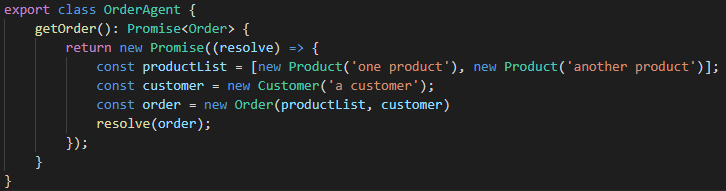 export class OrderAgent {
    getOrder(): Promise<Order> {
        return new Promise((resolve) => {
            const productList = [new Product('one product'), new Product('another product')];
            const customer = new Customer('a customer');
            const order = new Order(productList, customer)
            resolve(order);
        });
    }
}